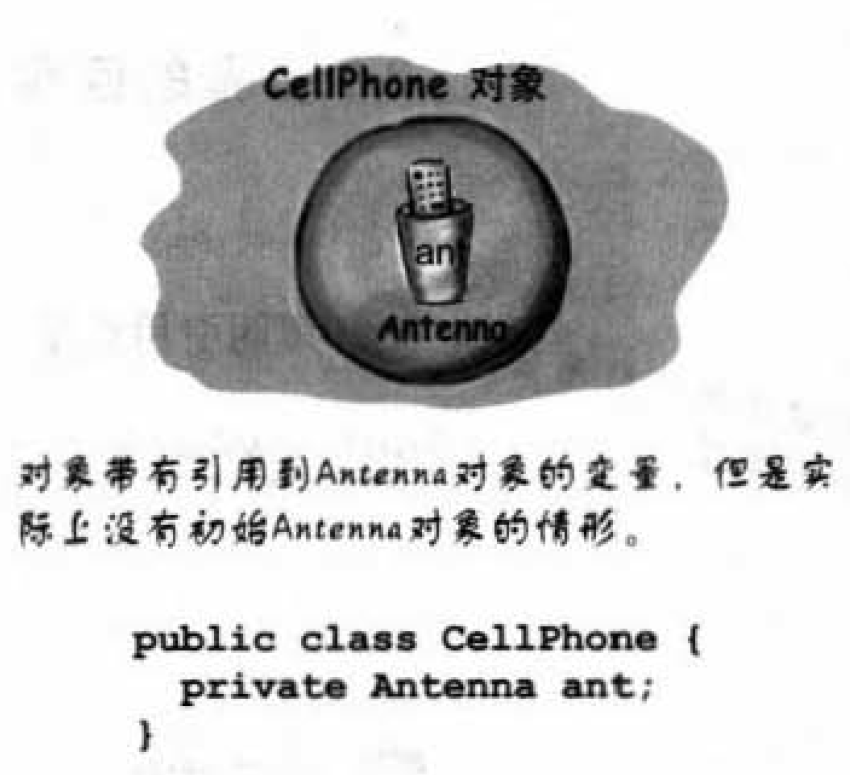 CellPhone 对象
ant
Antenna
对象带有引用到Antenna对象的变量，但是实
际上没有初始Antenna对象的情形。
public class CellPhone {
private Antenna ant;
}